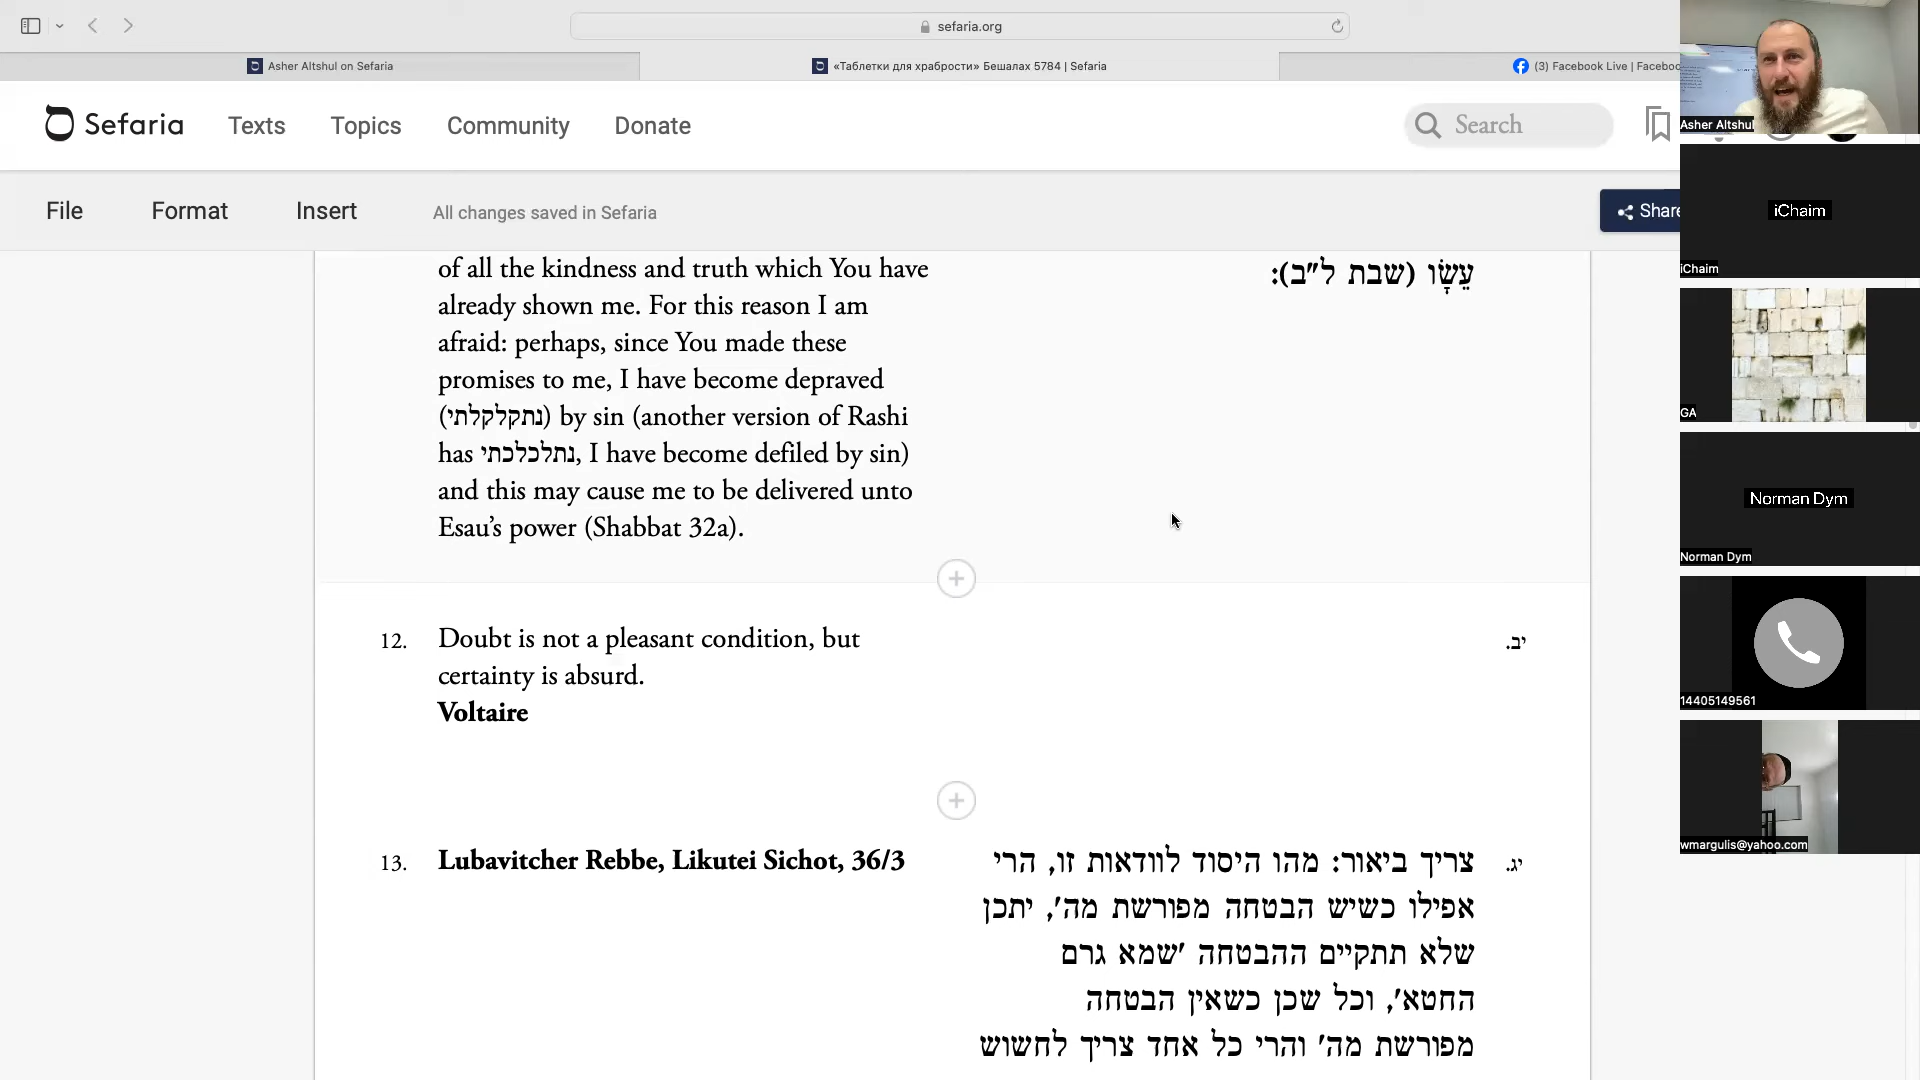 sefaria.org
Asher Altshul on Sefaria
«Таблетки для храбрости» Бешалах 5784 | Sefaria
(3) Facebook Live | Faceboo
Sefaria
Texts
Topics
Community
Donate
Search
File
Format
Insert
All changes saved in Sefaria
Share
of all the kindness and truth which You have
already shown me. For this reason I am
afraid: perhaps, since You made these
promises to me, I have become depraved
(נתקלקלתי) by sin (another version of Rashi
has נתלכלכתי, I have become defiled by sin)
and this may cause me to be delivered unto
Esau’s power (Shabbat 32a).
עֵשָׂו (שבת ל"ב):
12.
Doubt is not a pleasant condition, but
certainty is absurd.
Voltaire
יב.
13.
Lubavitcher Rebbe, Likutei Sichot, 36/3
יג.
צריך ביאור: מהו היסוד לוודאות זו, הרי
אפילו כשיש הבטחה מפורשת מה', יתכן
שלא תתקיים ההבטחה 'שמא גרם
החטא', וכל שכן כשאין הבטחה
מפורשת מה' והרי כל אחד צריך לחשוש
Asher Altshul
iChaim
iChaim
GA
Norman Dym
Norman Dym
14405149561
wmargulis@yahoo.com